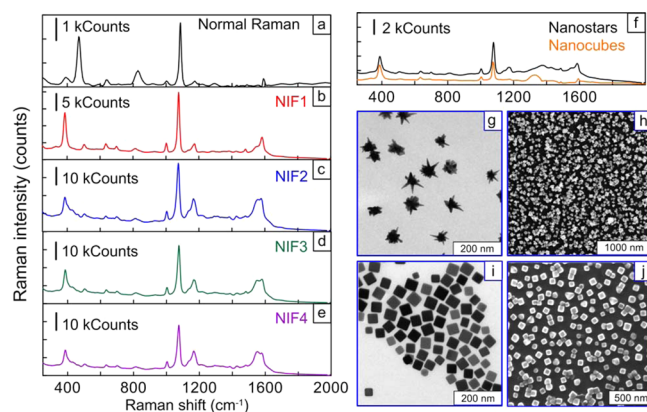 1 kCounts Normal Raman a
5 kCounts NIF1 b
10 kCounts NIF2 c
10 kCounts NIF3 d
10 kCounts NIF4 e
Raman intensity (counts)
400 800 1200 1600 2000
Raman shift (cm-1)
2 kCounts Nanostars f
Nanocubes
400 800 1200 1600
g
200 nm
h
1000 nm
i
200 nm
j
500 nm